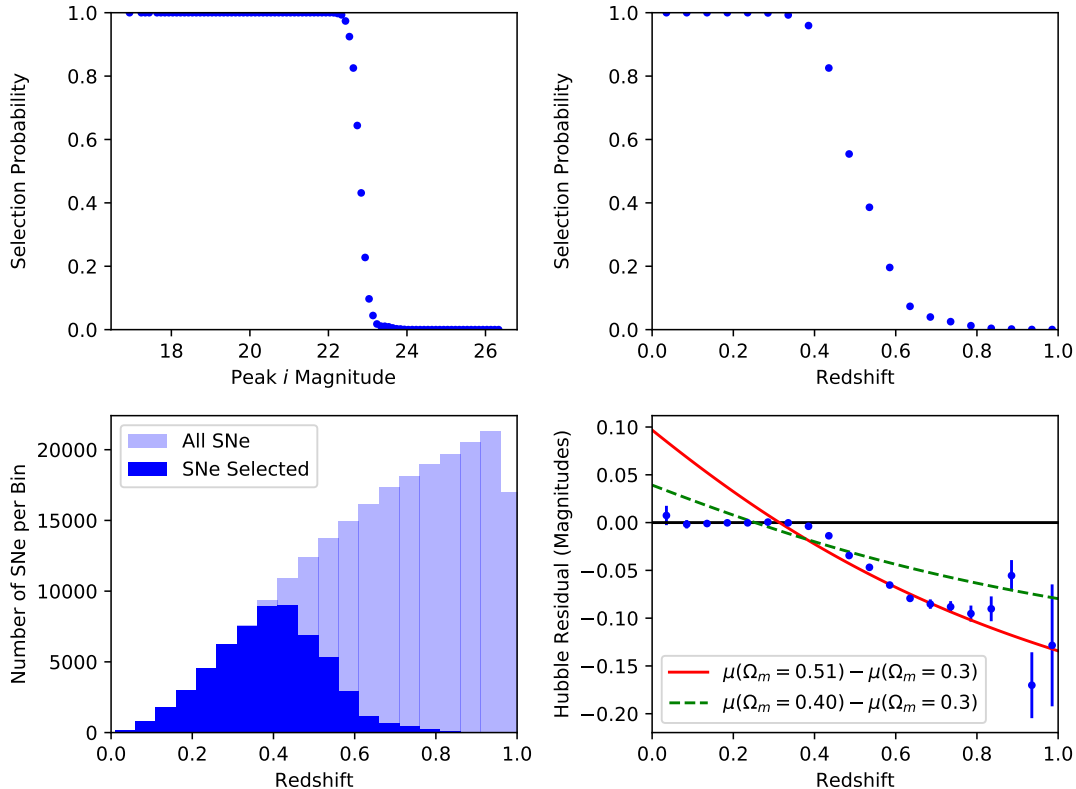 1.0
0.8
0.6
0.4
0.2
0.0
Selection Probability
18 20 22 24 26
Peak i Magnitude
1.0
0.8
0.6
0.4
0.2
0.0
Selection Probability
0.0 0.2 0.4 0.6 0.8 1.0
Redshift
20000
15000
10000
5000
0
Number of SNe per Bin
All SNe
SNe Selected
0.0 0.2 0.4 0.6 0.8 1.0
Redshift
0.10
0.05
0.00
−0.05
−0.10
−0.15
−0.20
Hubble Residual (Magnitudes)
μ(Ωm = 0.51) − μ(Ωm = 0.3)
μ(Ωm = 0.40) − μ(Ωm = 0.3)
0.0 0.2 0.4 0.6 0.8 1.0
Redshift